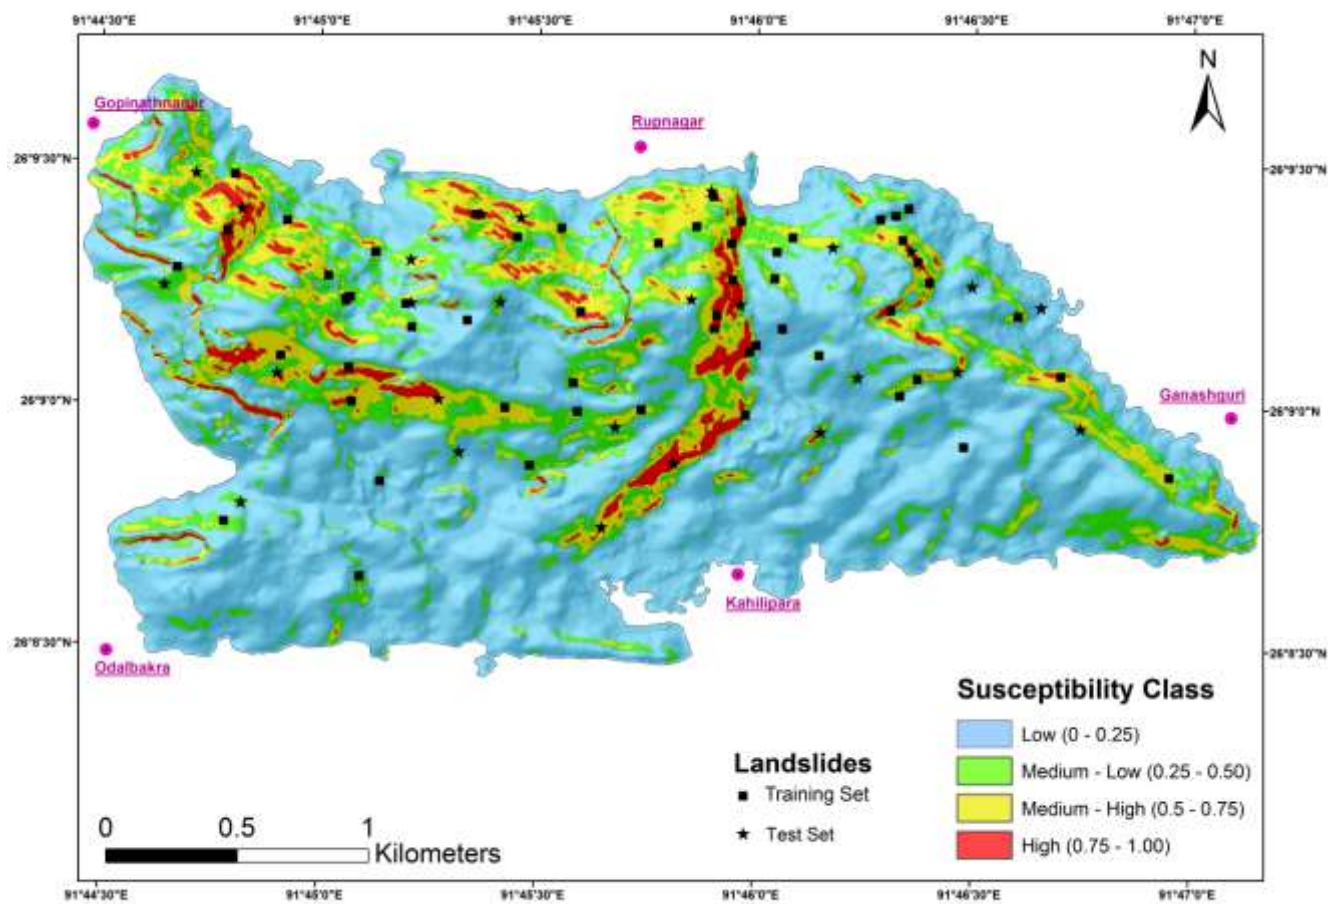 91°44'30"E 91°45'0"E 91°45'30"E 91°46'0"E 91°46'30"E 91°47'0"E
N
Gopinathnagar
Rupnagar
26°9'30"N 26°9'30"N
Ganashguri
26°9'0"N 26°9'0"N
Kahilipara
26°8'30"N 26°8'30"N
Odalbakra
Susceptibility Class
Low (0 - 0.25)
Medium - Low (0.25 - 0.50)
Medium - High (0.5 - 0.75)
High (0.75 - 1.00)
Landslides
Training Set
Test Set
0 0.5 1
Kilometers
91°44'30"E 91°45'0"E 91°45'30"E 91°46'0"E 91°46'30"E 91°47'0"E